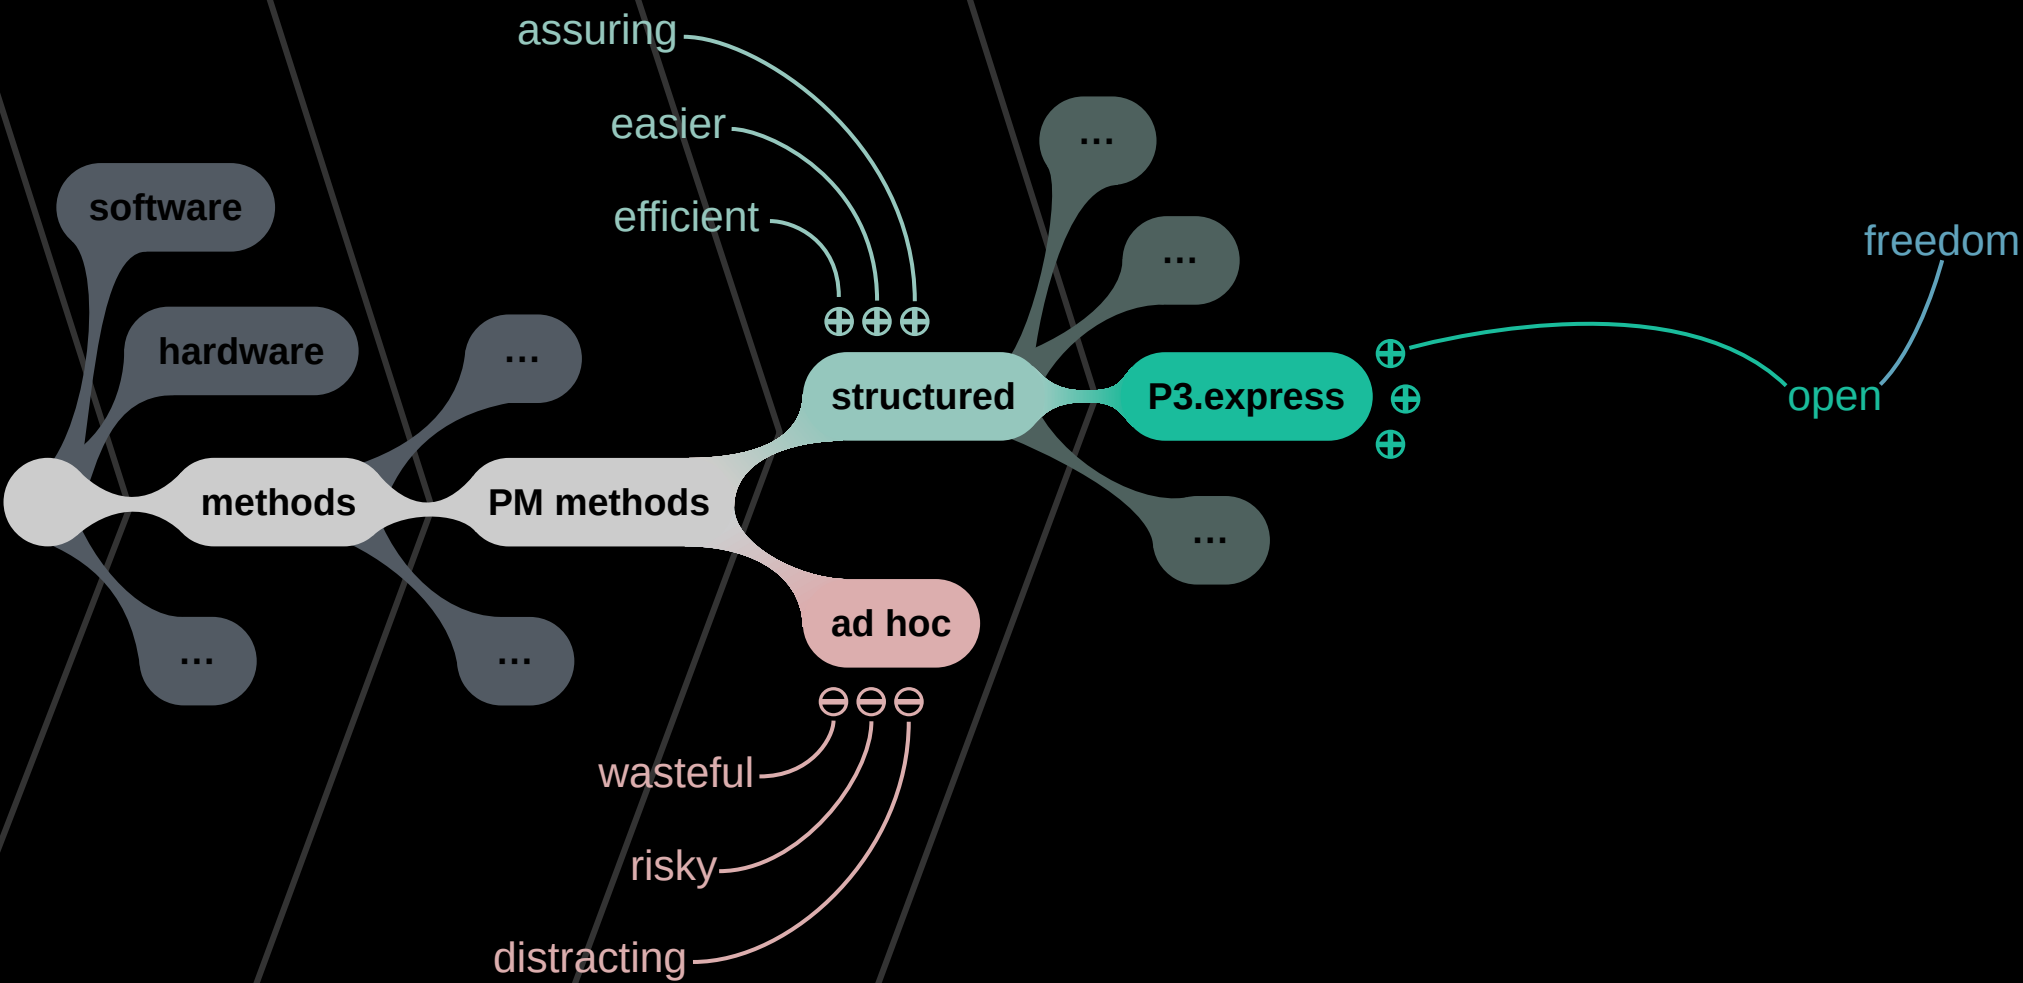 assuring
easier
efficient
software
hardware
...
...
...
structured
P3.express
open
freedom
methods
PM methods
ad hoc
...
...
...
wasteful
risky
distracting